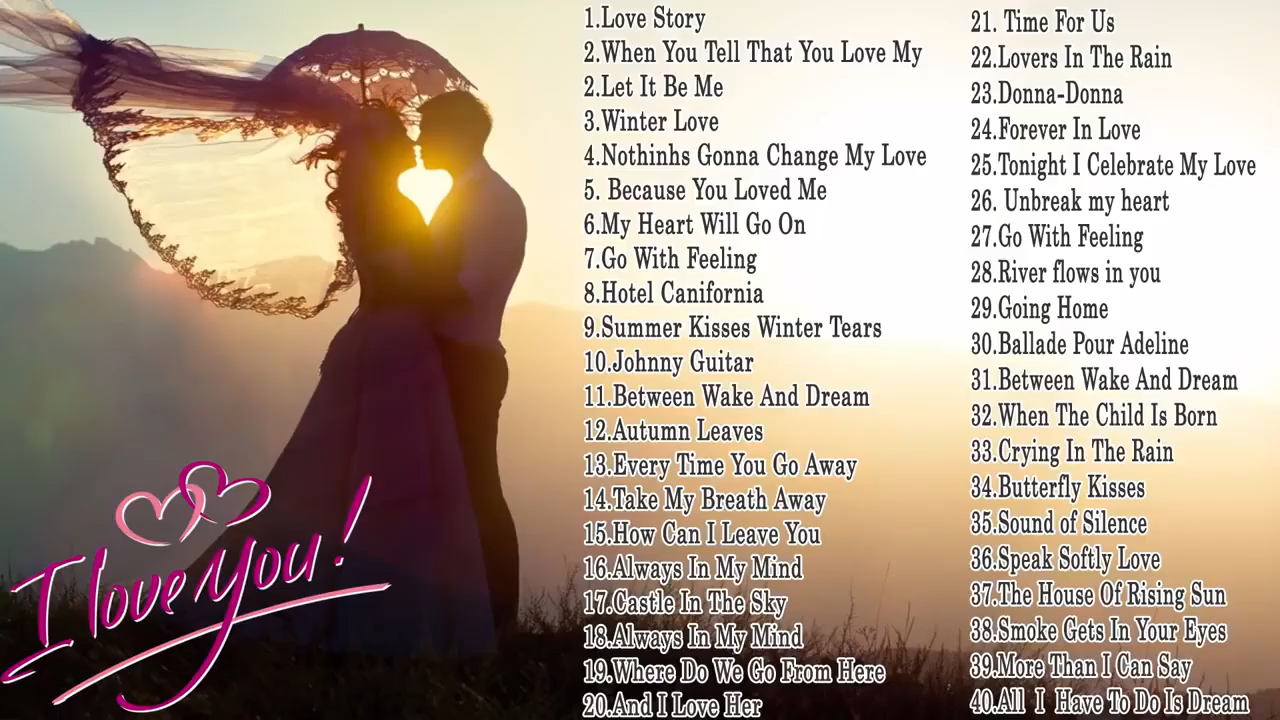 1.Love Story
2.When You Tell That You Love My
2.Let It Be Me
3.Winter Love
4.Nothinhs Gonna Change My Love
5. Because You Loved Me
6.My Heart Will Go On
7.Go With Feeling
8.Hotel Canifornia
9.Summer Kisses Winter Tears
10.Johnny Guitar
11.Between Wake And Dream
12.Autumn Leaves
13.Every Time You Go Away
14.Take My Breath Away
15.How Can I Leave You
16.Always In My Mind
17.Castle In The Sky
18.Always In My Mind
19.Where Do We Go From Here
20.And I Love Her
21. Time For Us
22.Lovers In The Rain
23.Donna-Donna
24.Forever In Love
25.Tonight I Celebrate My Love
26. Unbreak my heart
27.Go With Feeling
28.River flows in you
29.Going Home
30.Ballade Pour Adeline
31.Between Wake And Dream
32.When The Child Is Born
33.Crying In The Rain
34.Butterfly Kisses
35.Sound of Silence
36.Speak Softly Love
37.The House Of Rising Sun
38.Smoke Gets In Your Eyes
39.More Than I Can Say
40.All I Have To Do Is Dream
I love you!